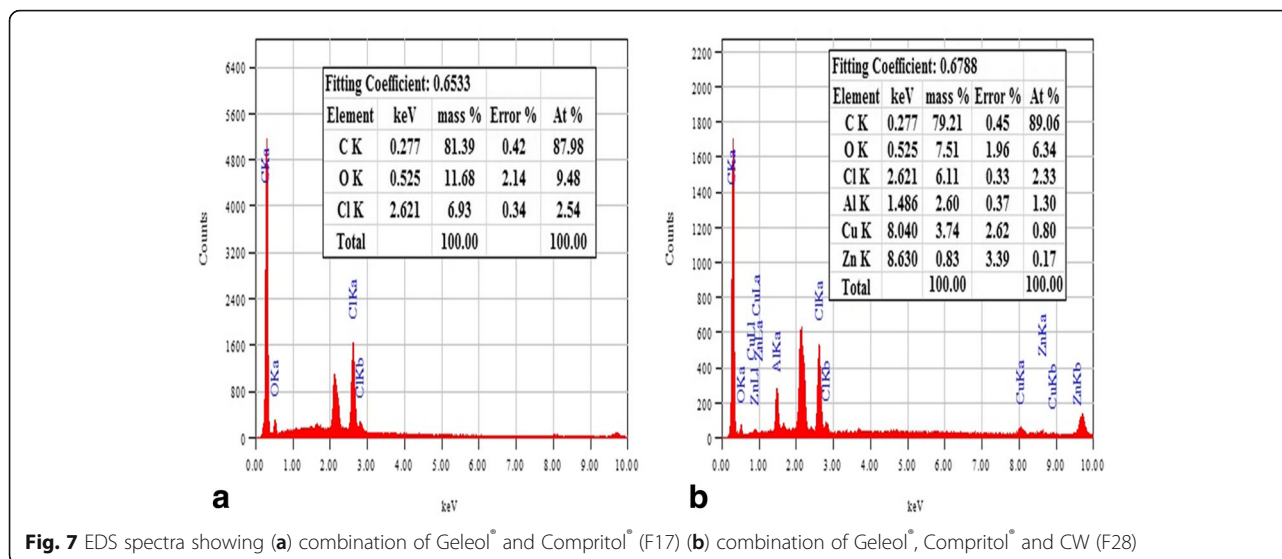 6400
5600
4800
4000
3200
2400
1600
800
0
Counts
CKa
OKa
ClKa
ClKb
Fitting Coefficient: 0.6533
Element keV mass % Error % At %
C K 0.277 81.39 0.42 87.98
O K 0.525 11.68 2.14 9.48
Cl K 2.621 6.93 0.34 2.54
Total 100.00 100.00
0.00 1.00 2.00 3.00 4.00 5.00 6.00 7.00 8.00 9.00 10.00
keV
a
2200
2000
1800
1600
1400
1200
1000
800
600
400
200
0
Counts
CKa
OKa
ZnLl CuLl
ZnLa CuLa
AlKa
ClKa
ClKb
CuKa
ZnKa
CuKb
ZnKb
Fitting Coefficient: 0.6788
Element keV mass % Error % At %
C K 0.277 79.21 0.45 89.06
O K 0.525 7.51 1.96 6.34
Cl K 2.621 6.11 0.33 2.33
Al K 1.486 2.60 0.37 1.30
Cu K 8.040 3.74 2.62 0.80
Zn K 8.630 0.83 3.39 0.17
Total 100.00 100.00
0.00 1.00 2.00 3.00 4.00 5.00 6.00 7.00 8.00 9.00 10.00
keV
b
Fig. 7 EDS spectra showing (a) combination of Geleol® and Compritol® (F17) (b) combination of Geleol®, Compritol® and CW (F28)